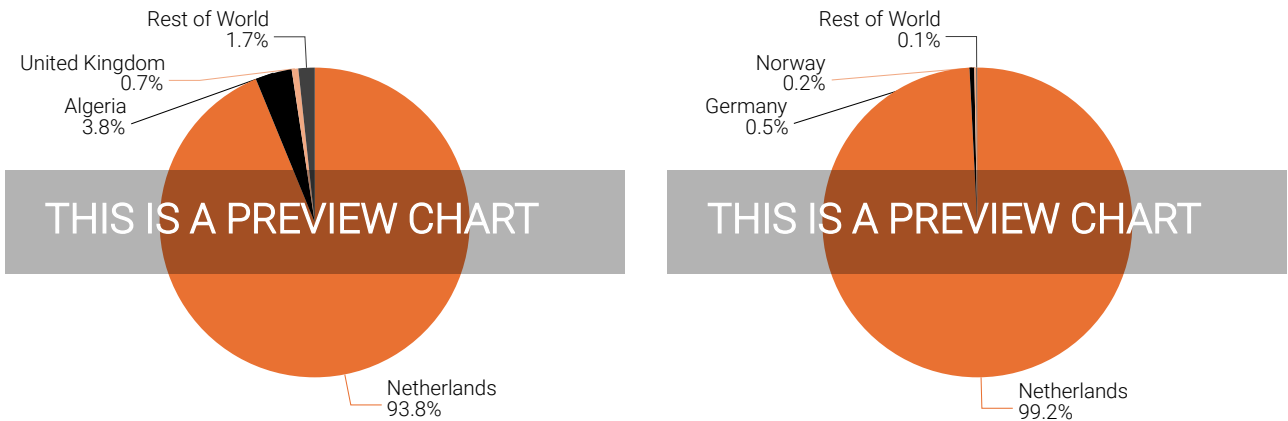 Rest of World
1.7%
United Kingdom
0.7%
Algeria
3.8%
THIS IS A PREVIEW CHART
Netherlands
93.8%
Rest of World
0.1%
Norway
0.2%
Germany
0.5%
THIS IS A PREVIEW CHART
Netherlands
99.2%